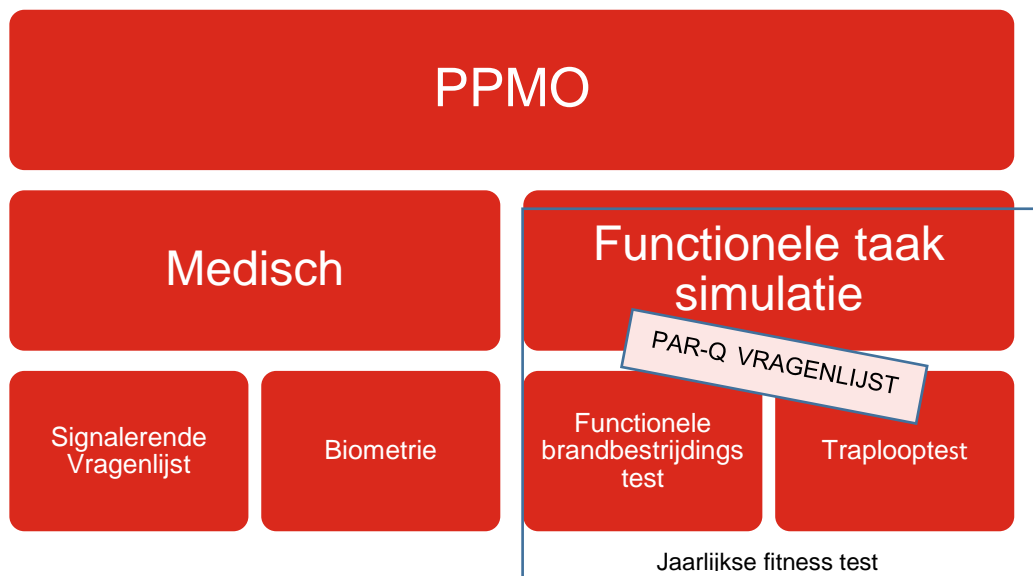 PPMO
Medisch
Functionele taak
simulatie
PAR-Q VRAGENLIJST
Signalerende
Vragenlijst
Biometrie
Functionele
brandbestrijdings
test
Traplooptest
Jaarlijkse fitness test